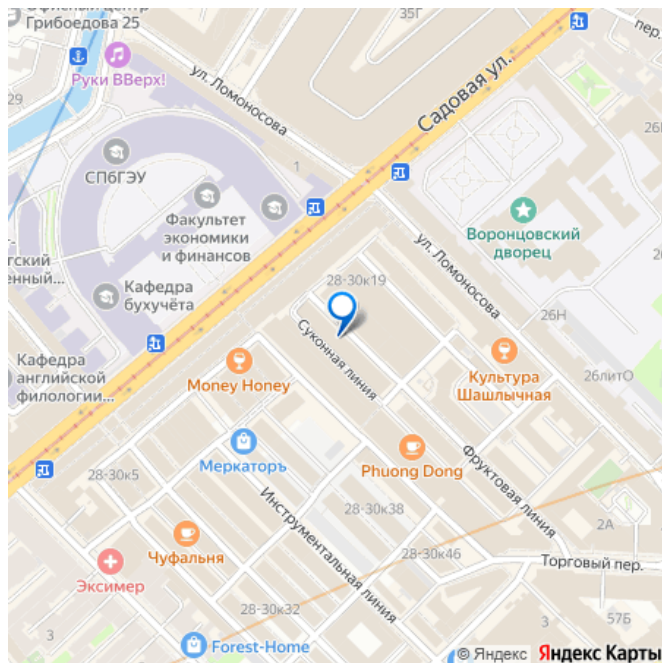 Грибоедова 25
35Г
пер.
Руки ВВерх!
ул. Ломоносова
Садовая ул.
29
1
26
СПбГЭУ
Факультет
экономики
и финансов
Воронцовский
дворец
ул. Ломоносова
Кафедра
бухучёта
28-30к19
26Н
Суконная линия
Кафедра
английской
филологии...
Money Honey
Культура
Шашлычная
26литО
Меркаторъ
Phuong Dong
Фруктовая линия
28-30к5
Инструментальная линия
28-30к38
2А
Чуфальня
28-30к46
Торговый пер.
Эксимер
28-30к32
3
3
57Б
Forest-Home
© Яндекс Яндекс Карты